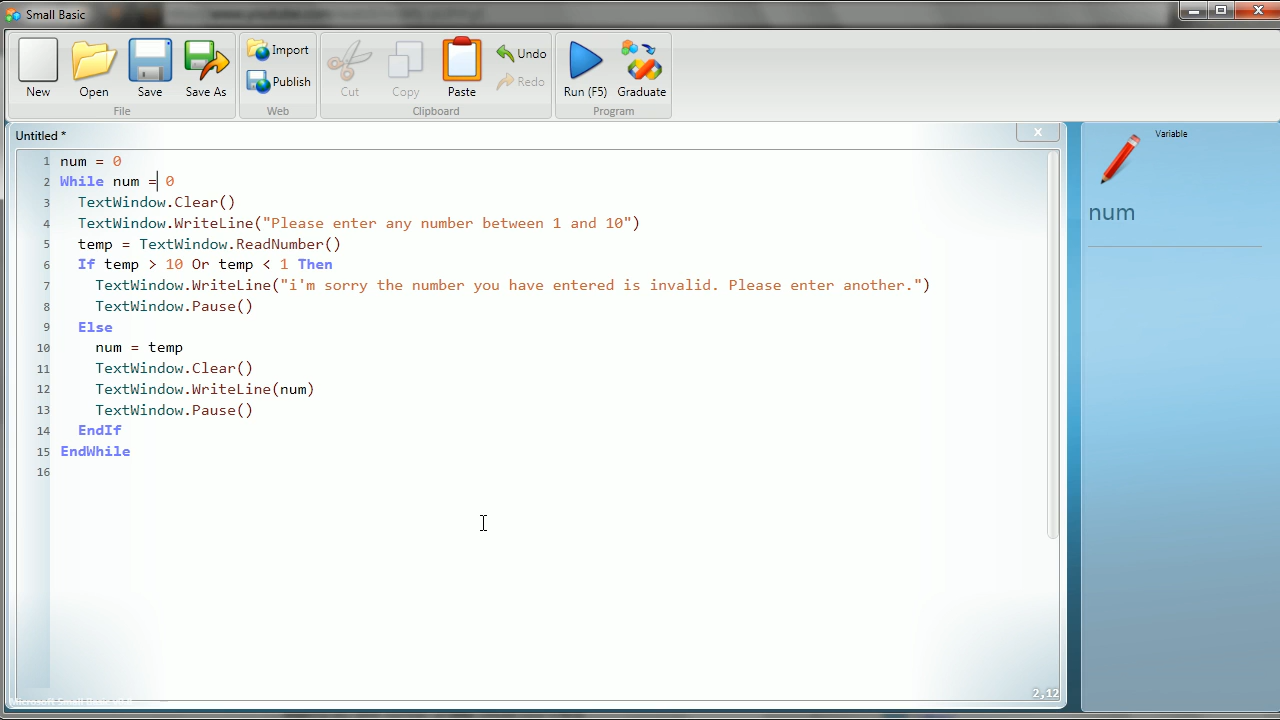 Small Basic
New
Open
Save
Save As
File
Import
Publish
Web
Cut
Copy
Paste
Undo
Redo
Clipboard
Run (F5)
Graduate
Program
Untitled *
1 num = 0
2 While num = 0
3 TextWindow.Clear()
4 TextWindow.WriteLine("Please enter any number between 1 and 10")
5 temp = TextWindow.ReadNumber()
6 If temp > 10 Or temp < 1 Then
7 TextWindow.WriteLine("i'm sorry the number you have entered is invalid. Please enter another.")
8 TextWindow.Pause()
9 Else
10 num = temp
11 TextWindow.Clear()
12 TextWindow.WriteLine(num)
13 TextWindow.Pause()
14 EndIf
15 EndWhile
16
2,12
Variable
num